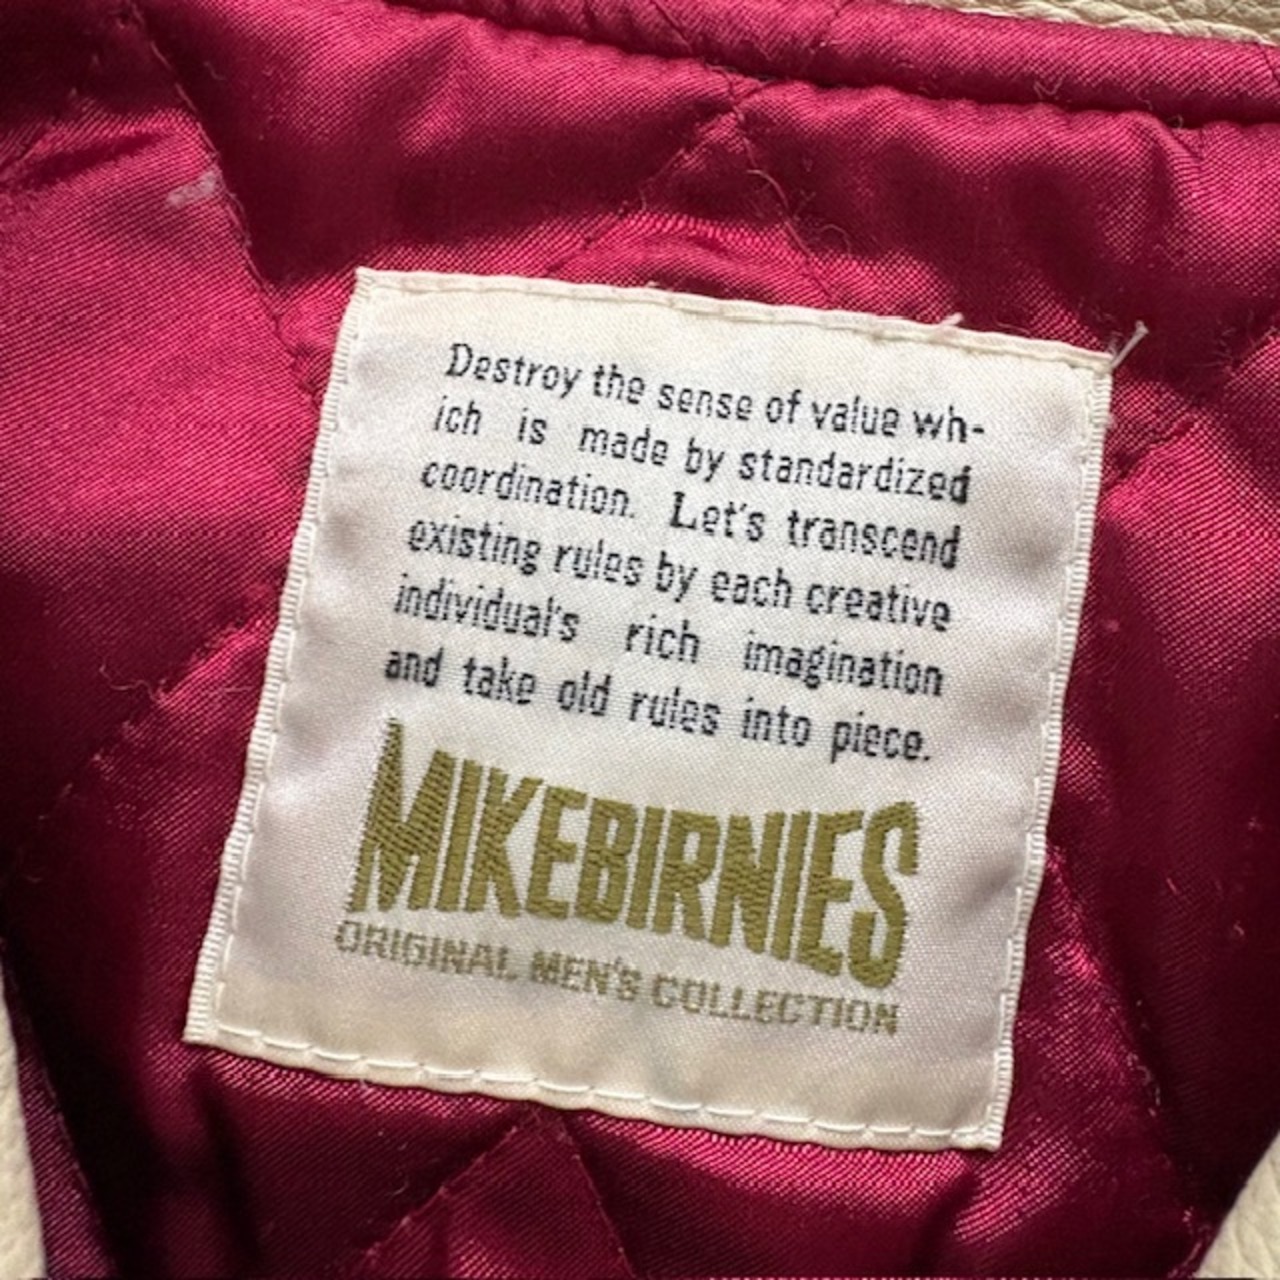 Destroy the sense of value wh-
ich is made by standardized
coordination. Let's transcend
existing rules by each creative
individual's rich imagination
and take old rules into piece.
MIKEBIRNIES
ORIGINAL MEN'S COLLECTION